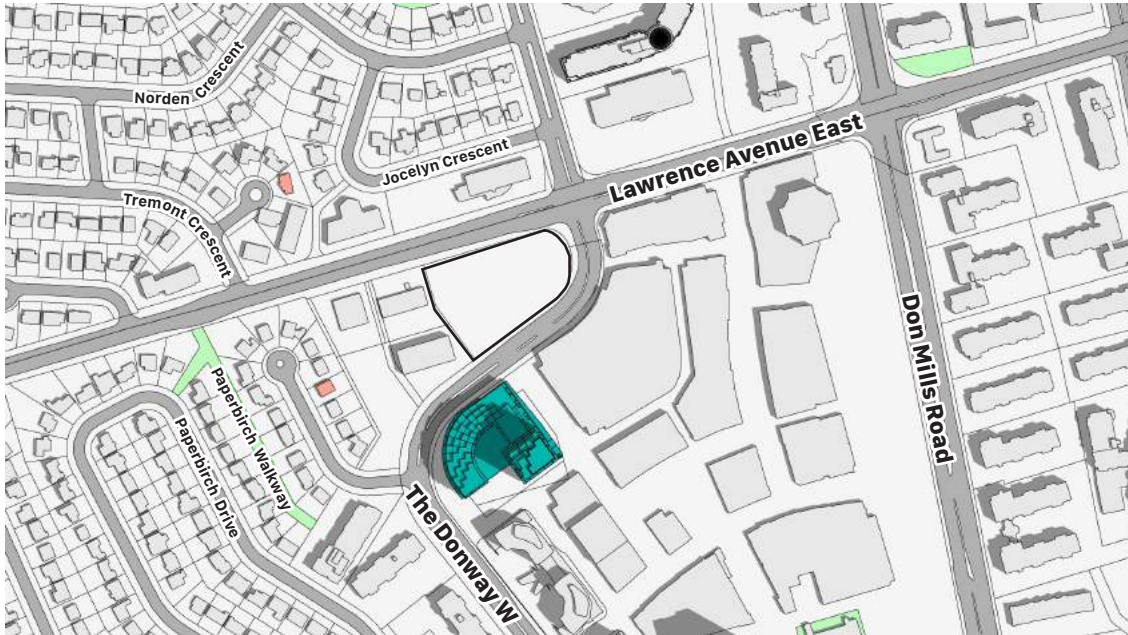 Norden Crescent
Jocelyn Crescent
Lawrence Avenue East
Tremont Crescent
Don Mills Road
Paperbirch Walkway
Paperbirch Drive
The Donway W